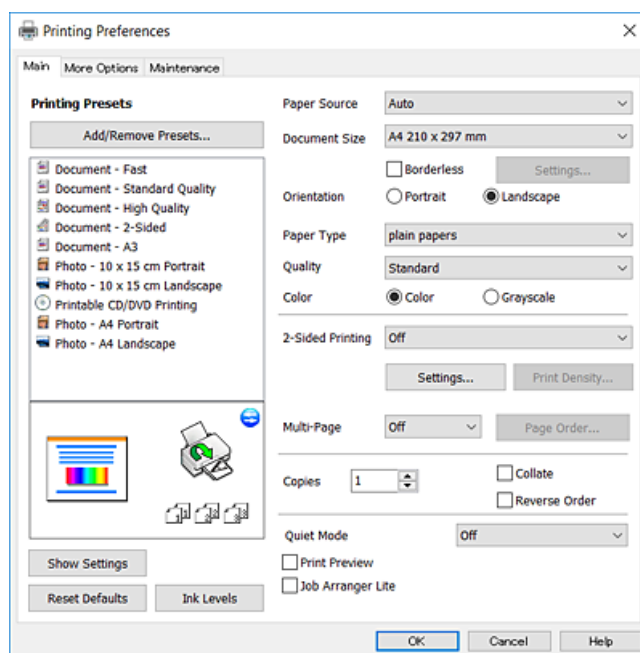 Printing Preferences
Main More Options Maintenance
Printing Presets
Add/Remove Presets...
Document - Fast
Document - Standard Quality
Document - High Quality
Document - 2-Sided
Document - A3
Photo - 10 x 15 cm Portrait
Photo - 10 x 15 cm Landscape
Printable CD/DVD Printing
Photo - A4 Portrait
Photo - A4 Landscape
Show Settings
Reset Defaults Ink Levels
Paper Source Auto
Document Size A4 210 x 297 mm
Borderless Settings...
Orientation Portrait Landscape
Paper Type plain papers
Quality Standard
Color Color Grayscale
2-Sided Printing Off
Settings... Print Density...
Multi-Page Off Page Order...
Copies 1 Collate
Reverse Order
Quiet Mode Off
Print Preview
Job Arranger Lite
OK Cancel Help